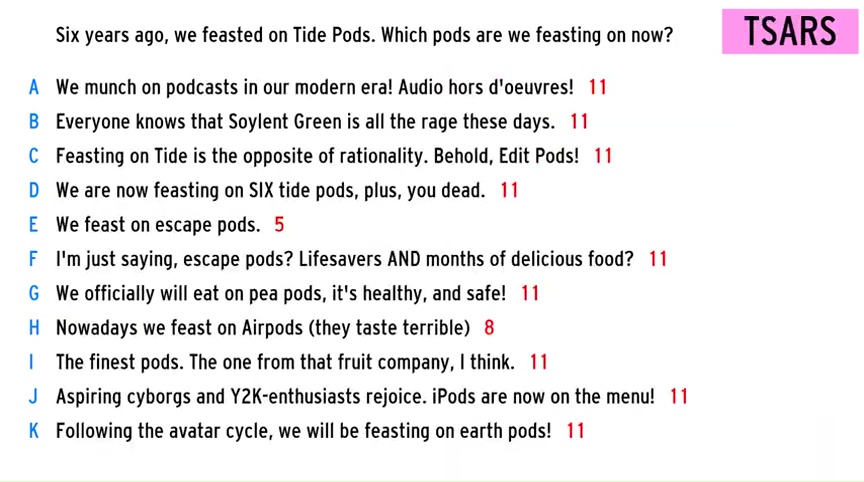 Six years ago, we feasted on Tide Pods. Which pods are we feasting on now?
TSARS
A We munch on podcasts in our modern era! Audio hors d'oeuvres! 11
B Everyone knows that Soylent Green is all the rage these days. 11
C Feasting on Tide is the opposite of rationality. Behold, Edit Pods! 11
D We are now feasting on SIX tide pods, plus, you dead. 11
E We feast on escape pods. 5
F I'm just saying, escape pods? Lifesavers AND months of delicious food? 11
G We officially will eat on pea pods, it's healthy, and safe! 11
H Nowadays we feast on Airpods (they taste terrible) 8
I The finest pods. The one from that fruit company, I think. 11
J Aspiring cyborgs and Y2K-enthusiasts rejoice. iPods are now on the menu! 11
K Following the avatar cycle, we will be feasting on earth pods! 11